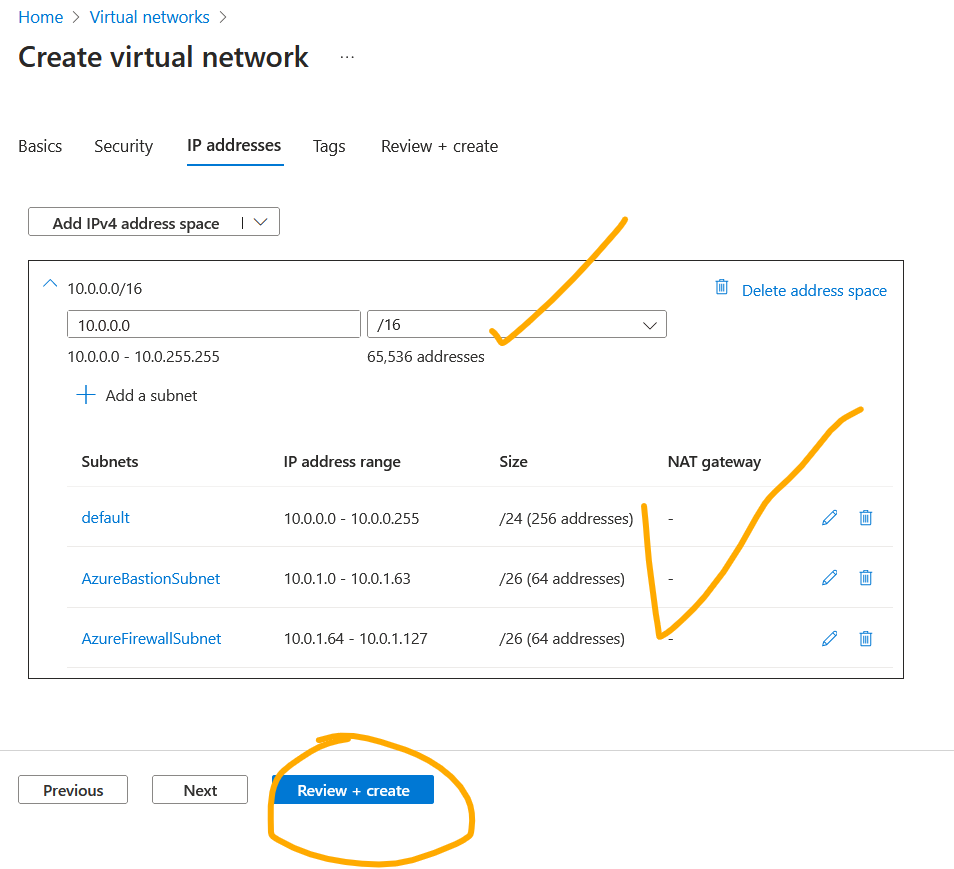 Home > Virtual networks >
Create virtual network ...
Basics Security IP addresses Tags Review + create
Add IPv4 address space
10.0.0.0/16 Delete address space
10.0.0.0 /16
10.0.0.0 - 10.0.255.255 65,536 addresses
+ Add a subnet
Subnets IP address range Size NAT gateway
default 10.0.0.0 - 10.0.0.255 /24 (256 addresses) -
AzureBastionSubnet 10.0.1.0 - 10.0.1.63 /26 (64 addresses) -
AzureFirewallSubnet 10.0.1.64 - 10.0.1.127 /26 (64 addresses) -
Previous Next Review + create